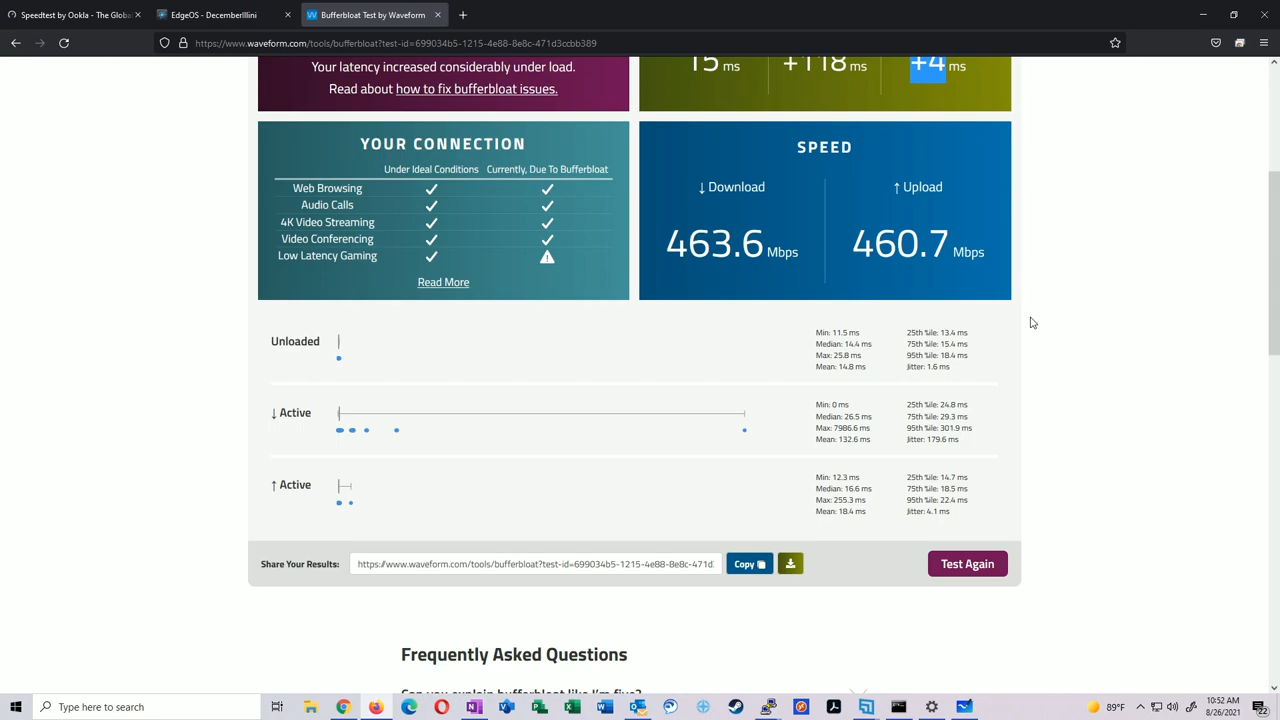 Speedtest by Ookla - The Global
EdgeOS - DecemberIllini
Bufferbloat Test by Waveform
https://www.waveform.com/tools/bufferbloat?test-id=699034b5-1215-4e88-8e8c-471d3ccbb389
Your latency increased considerably under load.
Read about how to fix bufferbloat issues.
15 ms
+118 ms
+4 ms
YOUR CONNECTION
Under Ideal Conditions Currently, Due To Bufferbloat
Web Browsing
Audio Calls
4K Video Streaming
Video Conferencing
Low Latency Gaming
Read More
SPEED
↓ Download ↑ Upload
463.6 Mbps 460.7 Mbps
Unloaded
Min: 11.5 ms 25th %ile: 13.4 ms
Median: 14.4 ms 75th %ile: 15.4 ms
Max: 25.8 ms 95th %ile: 18.4 ms
Mean: 14.8 ms Jitter: 1.6 ms
↓ Active
Min: 0 ms 25th %ile: 24.8 ms
Median: 26.5 ms 75th %ile: 29.3 ms
Max: 7986.6 ms 95th %ile: 301.9 ms
Mean: 132.6 ms Jitter: 179.6 ms
↑ Active
Min: 12.3 ms 25th %ile: 14.7 ms
Median: 16.6 ms 75th %ile: 18.5 ms
Max: 255.3 ms 95th %ile: 22.4 ms
Mean: 18.4 ms Jitter: 4.1 ms
Share Your Results: https://www.waveform.com/tools/bufferbloat?test-id=699034b5-1215-4e88-8e8c-471d Copy
Test Again
Frequently Asked Questions
Can you explain bufferbloat like I'm five?
Type here to search
89°F
10:52 AM
8/26/2021
22